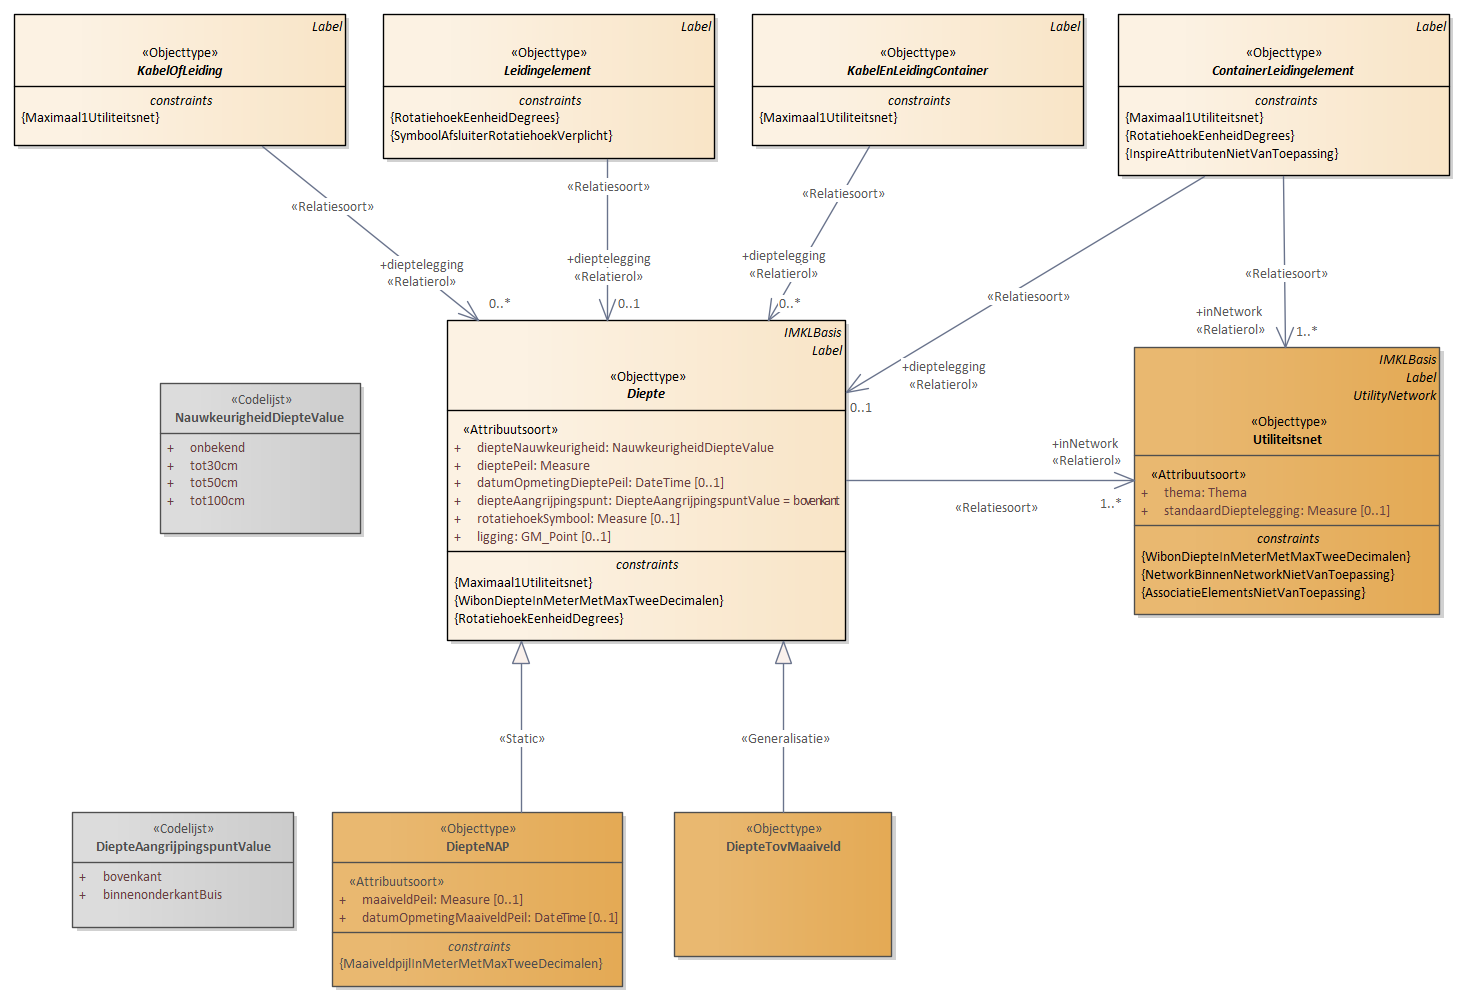 Label
«Objecttype»
KabelOfLeiding
constraints
{Maximaal1Utiliteitsnet}
Label
«Objecttype»
Leidingelement
constraints
{RotatiehoekEenheidDegrees}
{SymboolAfsluiterRotatiehoekVerplicht}
Label
«Objecttype»
KabelEnLeidingContainer
constraints
{Maximaal1Utiliteitsnet}
Label
«Objecttype»
ContainerLeidingelement
constraints
{Maximaal1Utiliteitsnet}
{RotatiehoekEenheidDegrees}
{InspireAttributenNietVanToepassing}
«Relatiesoort»
+dieptelegging
«Relatierol»
0..*
«Relatiesoort»
+dieptelegging
«Relatierol»
0..1
«Relatiesoort»
+dieptelegging
«Relatierol»
0..*
«Relatiesoort»
+dieptelegging
«Relatierol»
0..1
«Relatiesoort»
+inNetwork
«Relatierol»
1..*
IMKLBasis
Label
«Objecttype»
Diepte
«Attribuutsoort»
+ diepteNauwkeurigheid: NauwkeurigheidDiepteValue
+ dieptePeil: Measure
+ datumOpmetingDieptePeil: DateTime [0..1]
+ diepteAangrijpingspunt: DiepteAangrijpingspuntValue = bovenkant
+ rotatiehoekSymbool: Measure [0..1]
+ ligging: GM_Point [0..1]
constraints
{Maximaal1Utiliteitsnet}
{WibonDiepteInMeterMetMaxTweeDecimalen}
{RotatiehoekEenheidDegrees}
+inNetwork
«Relatierol»
«Relatiesoort»
1..*
IMKLBasis
Label
UtilityNetwork
«Objecttype»
Utiliteitsnet
«Attribuutsoort»
+ thema: Thema
+ standaardDieptelegging: Measure [0..1]
constraints
{WibonDiepteInMeterMetMaxTweeDecimalen}
{NetworkBinnenNetworkNietVanToepassing}
{AssociatieElementsNietVanToepassing}
«Codelijst»
NauwkeurigheidDiepteValue
+ onbekend
+ tot30cm
+ tot50cm
+ tot100cm
«Static»
«Generalisatie»
«Codelijst»
DiepteAangrijpingspuntValue
+ bovenkant
+ binnenonderkantBuis
«Objecttype»
DiepteNAP
«Attribuutsoort»
+ maaiveldPeil: Measure [0..1]
+ datumOpmetingMaaiveldPeil: DateTime [0..1]
constraints
{MaaiveldpijlInMeterMetMaxTweeDecimalen}
«Objecttype»
DiepteTovMaaiveld